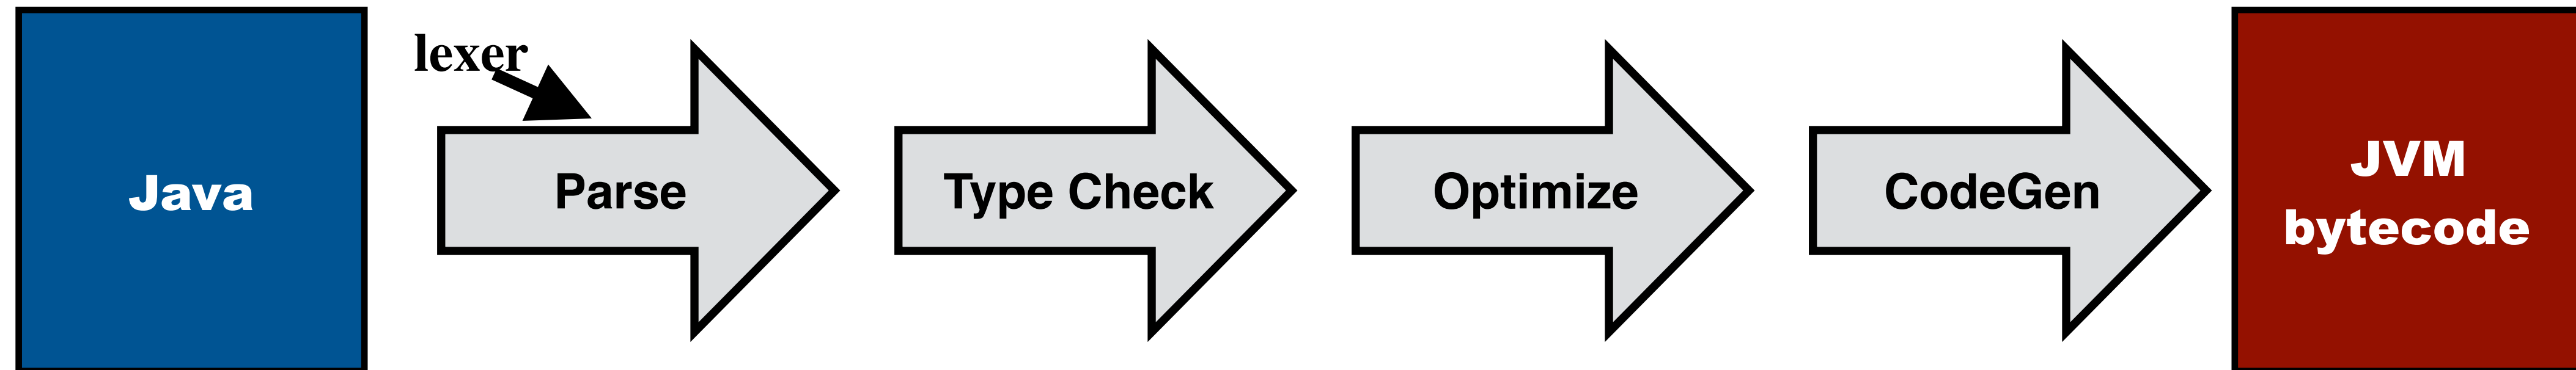 lexer
Java
Parse
Type Check
Optimize
CodeGen
JVM
bytecode